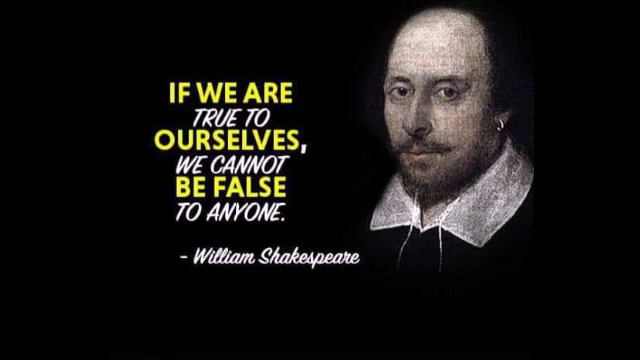 IF WE ARE
TRUE TO
OURSELVES,
WE CANNOT
BE FALSE
TO ANYONE.
- William Shakespeare